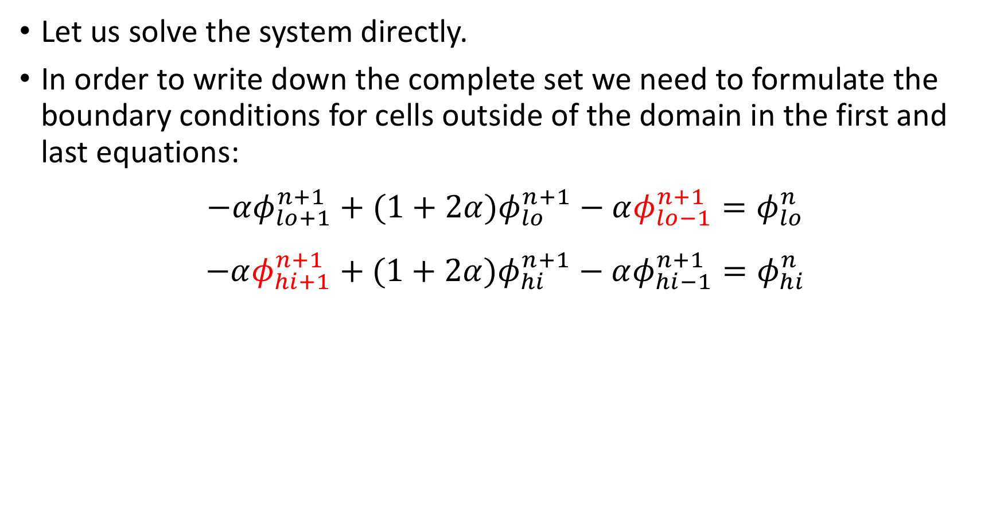 • Let us solve the system directly.
• In order to write down the complete set we need to formulate the
boundary conditions for cells outside of the domain in the first and
last equations:
$-\alpha\phi_{lo+1}^{n+1} + (1 + 2\alpha)\phi_{lo}^{n+1} - \alpha\phi_{lo-1}^{n+1} = \phi_{lo}^{n}$
$-\alpha\phi_{hi+1}^{n+1} + (1 + 2\alpha)\phi_{hi}^{n+1} - \alpha\phi_{hi-1}^{n+1} = \phi_{hi}^{n}$